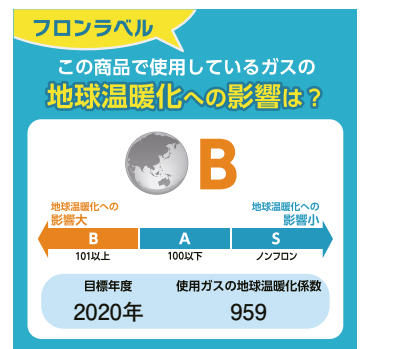 フロンラベル
この商品で使用しているガスの
地球温暖化への影響は?
B
地球温暖化への
影響大
地球温暖化への
影響小
B A S
101以上 100以下 ノンフロン
目標年度 使用ガスの地球温暖化係数
2020年 959